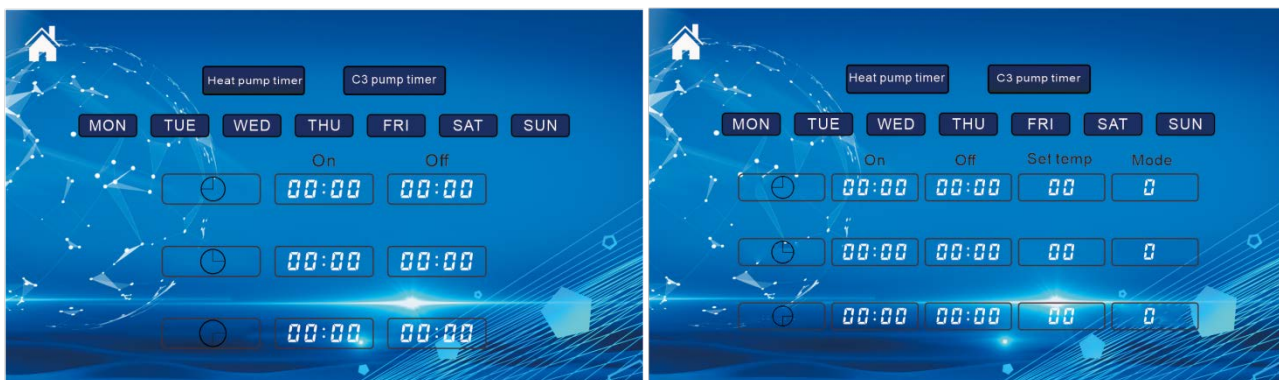 Heat pump timer C3 pump timer
MON TUE WED THU FRI SAT SUN
On Off
00:00 00:00
00:00 00:00
00:00 00:00
Heat pump timer C3 pump timer
MON TUE WED THU FRI SAT SUN
On Off Set temp Mode
00:00 00:00 00 0
00:00 00:00 00 0
00:00 00:00 00 0